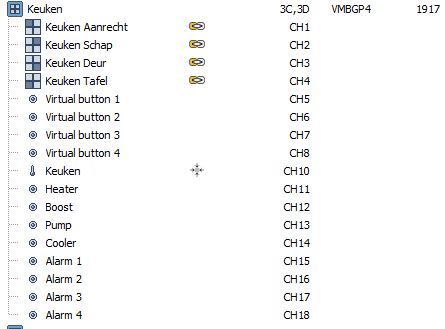 Keuken 3C,3D VMBGP4 1917
Keuken Aanrecht CH1
Keuken Schap CH2
Keuken Deur CH3
Keuken Tafel CH4
Virtual button 1 CH5
Virtual button 2 CH6
Virtual button 3 CH7
Virtual button 4 CH8
Keuken CH10
Heater CH11
Boost CH12
Pump CH13
Cooler CH14
Alarm 1 CH15
Alarm 2 CH16
Alarm 3 CH17
Alarm 4 CH18